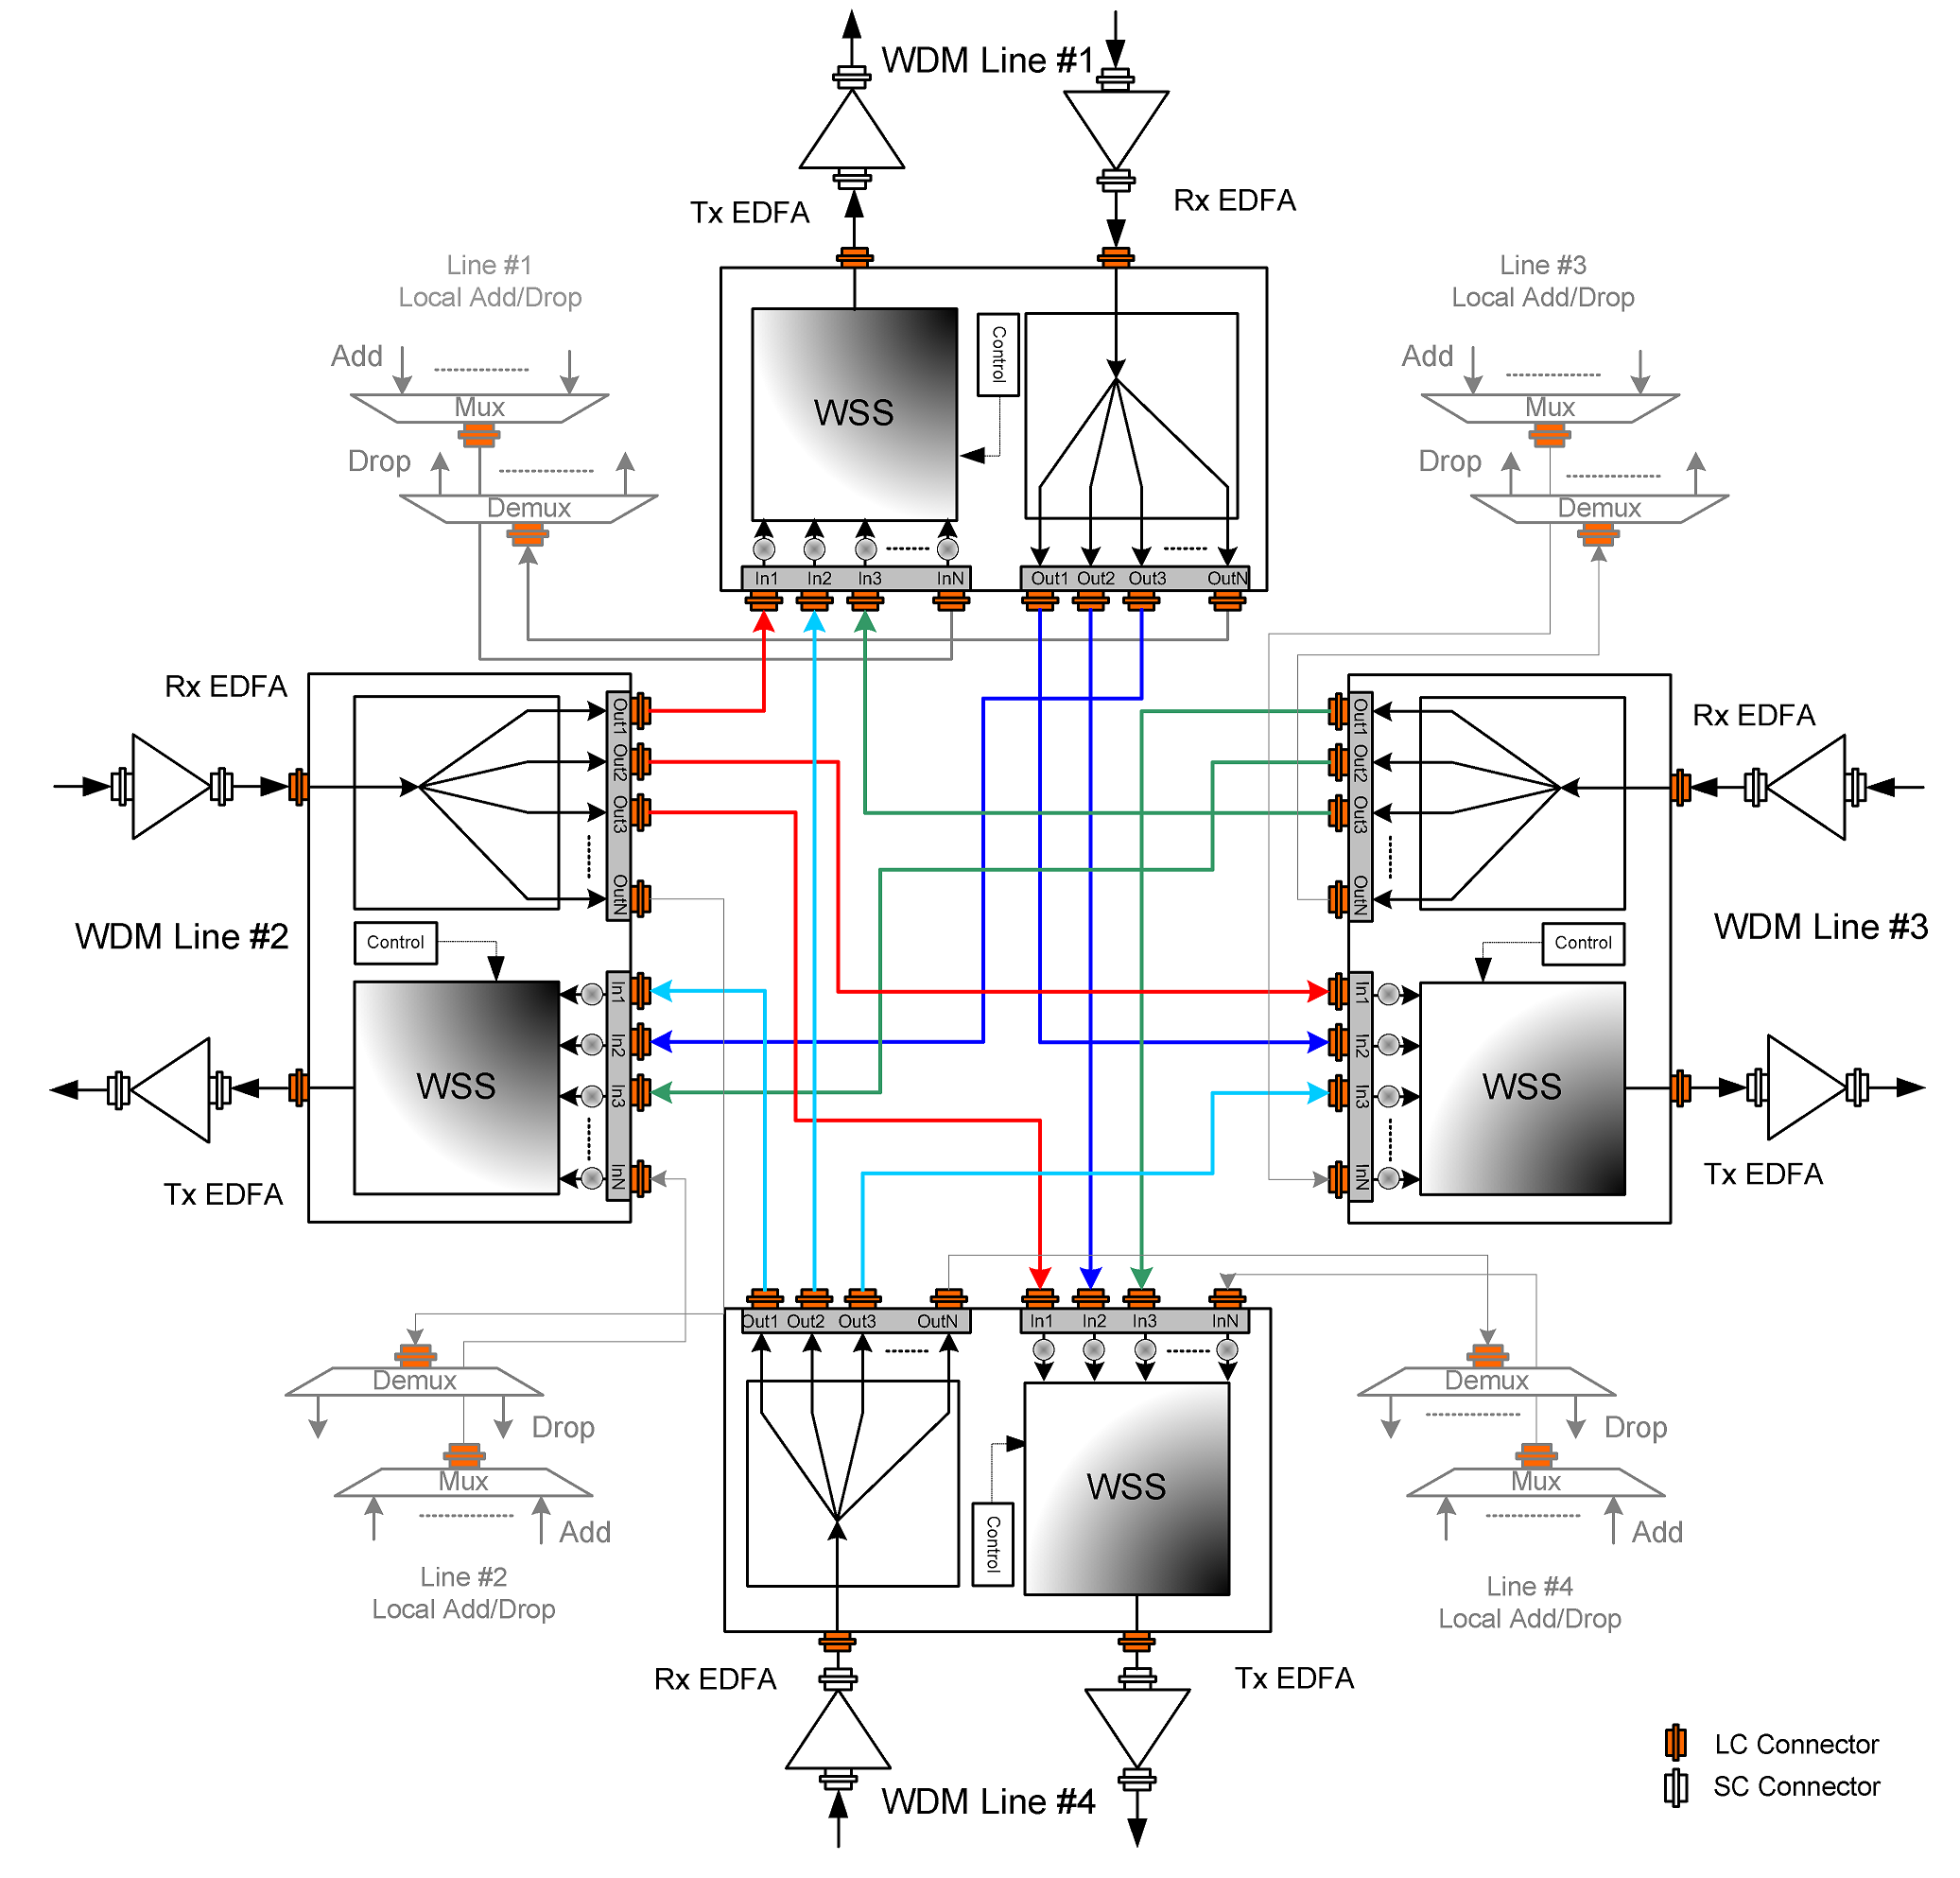 WDM Line #1
Tx EDFA
Rx EDFA
Line #1
Local Add/Drop
Add
Mux
Drop
Demux
Line #3
Local Add/Drop
Add
Mux
Drop
Demux
WSS
Control
In1 In2 In3 InN
Out1 Out2 Out3 OutN
Rx EDFA
Out1
Out2
Out3
OutN
WDM Line #2
Control
WSS
In1
In2
In3
InN
Tx EDFA
Rx EDFA
Out1
Out2
Out3
OutN
WDM Line #3
Control
WSS
In1
In2
In3
InN
Tx EDFA
Out1 Out2 Out3 OutN
In1 In2 In3 InN
Control
WSS
Demux
Drop
Mux
Add
Line #2
Local Add/Drop
Demux
Drop
Mux
Add
Line #4
Local Add/Drop
Rx EDFA
Tx EDFA
WDM Line #4
LC Connector
SC Connector